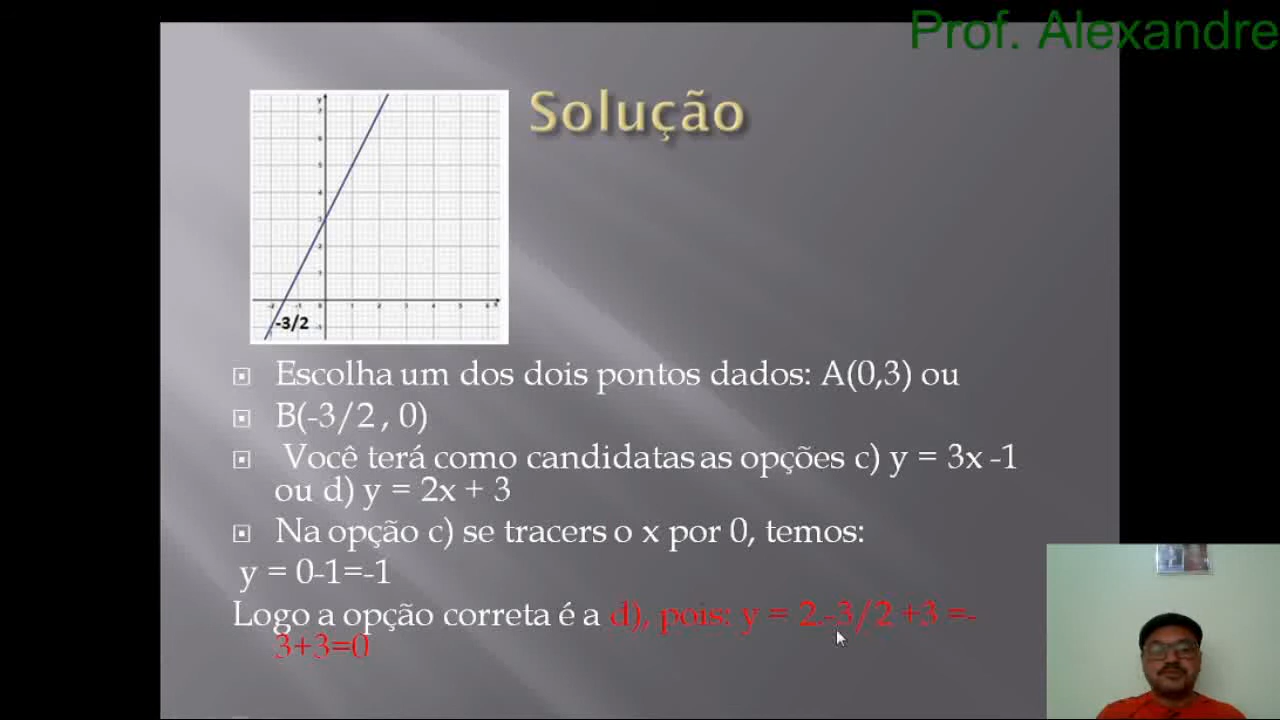 Prof. Alexandre
Solução
-3/2
Escolha um dos dois pontos dados: A(0,3) ou
B(-3/2 , 0)
Você terá como candidatas as opções c) y = 3x -1
ou d) y = 2x + 3
Na opção c) se tracers o x por 0, temos:
y = 0-1=-1
Logo a opção correta é a d), pois: y = 2.-3/2 +3 =-
3+3=0